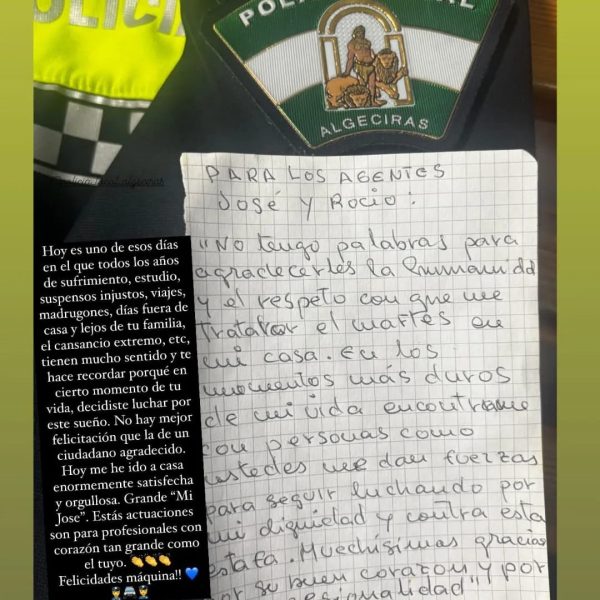 POLICÍA
POLI AL
ALGECIRAS
PARA LOS AGENTES
José y Rocio:
"No tengo palabras para
agradecerles la
y el respeto con que me
trataron el martes en
mi casa. En los
momentos más duros
de mi vida encontrarme
con personas como
ustedes me dan fuerzas
para seguir luchando por
mi dignidad y contra esta
estafa. Muchísimas gracias
por su buen corazon y por
Hoy es uno de esos días
en el que todos los años
de sufrimiento, estudio,
suspensos injustos, viajes,
madrugones, días fuera de
casa y lejos de tu familia,
el cansancio extremo, etc,
tienen mucho sentido y te
hace recordar porqué en
cierto momento de tu
vida, decidiste luchar por
este sueño. No hay mejor
felicitación que la de un
ciudadano agradecido.
Hoy me he ido a casa
enormemente satisfecha
y orgullosa. Grande “Mi
Jose”. Estás actuaciones
son para profesionales con
corazón tan grande como
el tuyo. 👏👏👏
Felicidades máquina!! 💙
👮🚔👮